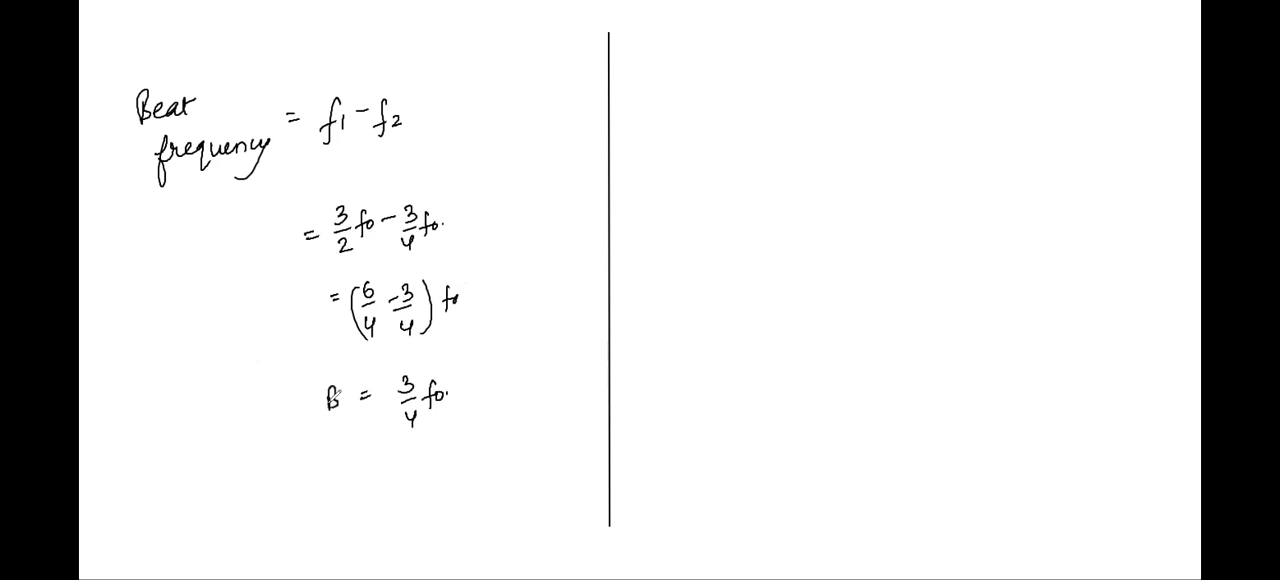 Beat
frequency = f₁ - f₂
= 3/2 f₀ - 3/4 f₀.
= (6/4 - 3/4) f₀
B = 3/4 f₀.